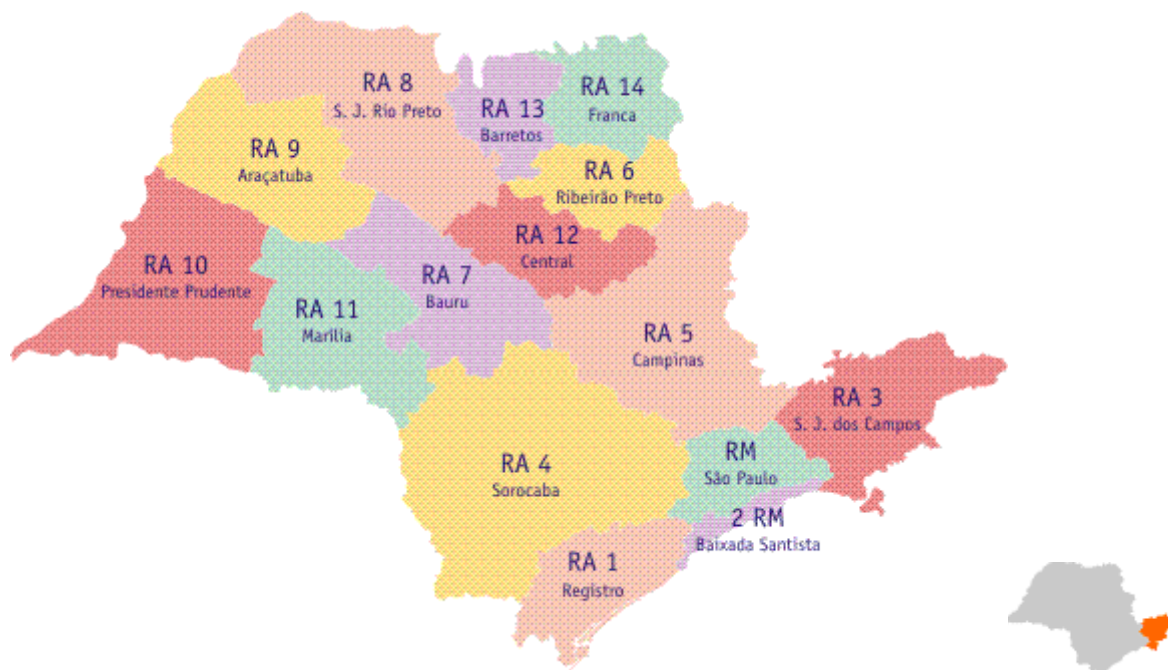 RA 8
S. J. Rio Preto
RA 13
Barretos
RA 14
Franca
RA 9
Araçatuba
RA 6
Ribeirão Preto
RA 12
Central
RA 10
Presidente Prudente
RA 7
Bauru
RA 11
Marília
RA 5
Campinas
RA 3
S. J. dos Campos
RM
São Paulo
RA 4
Sorocaba
2 RM
Baixada Santista
RA 1
Registro